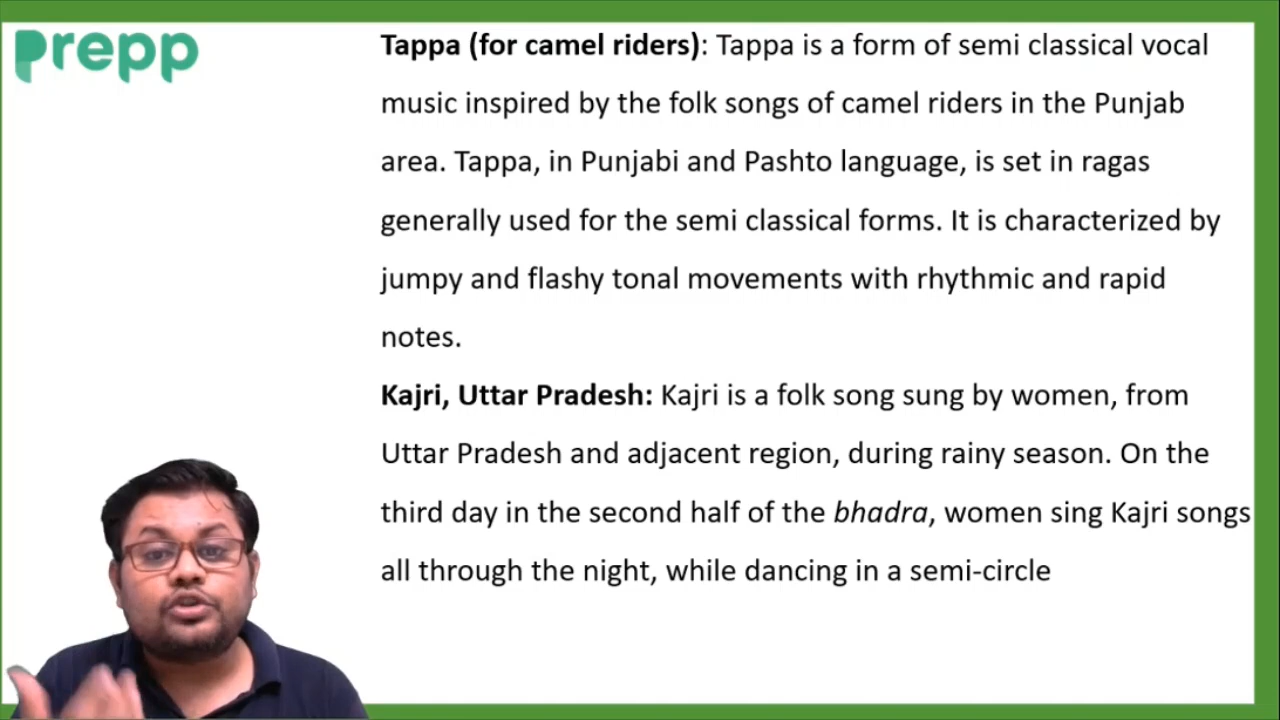 prepp
Tappa (for camel riders): Tappa is a form of semi classical vocal
music inspired by the folk songs of camel riders in the Punjab
area. Tappa, in Punjabi and Pashto language, is set in ragas
generally used for the semi classical forms. It is characterized by
jumpy and flashy tonal movements with rhythmic and rapid
notes.
Kajri, Uttar Pradesh: Kajri is a folk song sung by women, from
Uttar Pradesh and adjacent region, during rainy season. On the
third day in the second half of the bhadra, women sing Kajri songs
all through the night, while dancing in a semi-circle